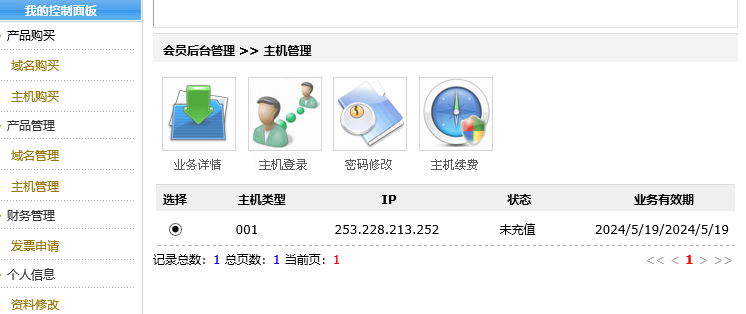 我的控制面板
产品购买
域名购买
主机购买
产品管理
域名管理
主机管理
财务管理
发票申请
个人信息
资料修改
会员后台管理 >> 主机管理
业务详情 主机登录 密码修改 主机续费
选择 主机类型 IP 状态 业务有效期
001 253.228.213.252 未充值 2024/5/19/2024/5/19
记录总数: 1 总页数: 1 当前页: 1 << < 1 > >>